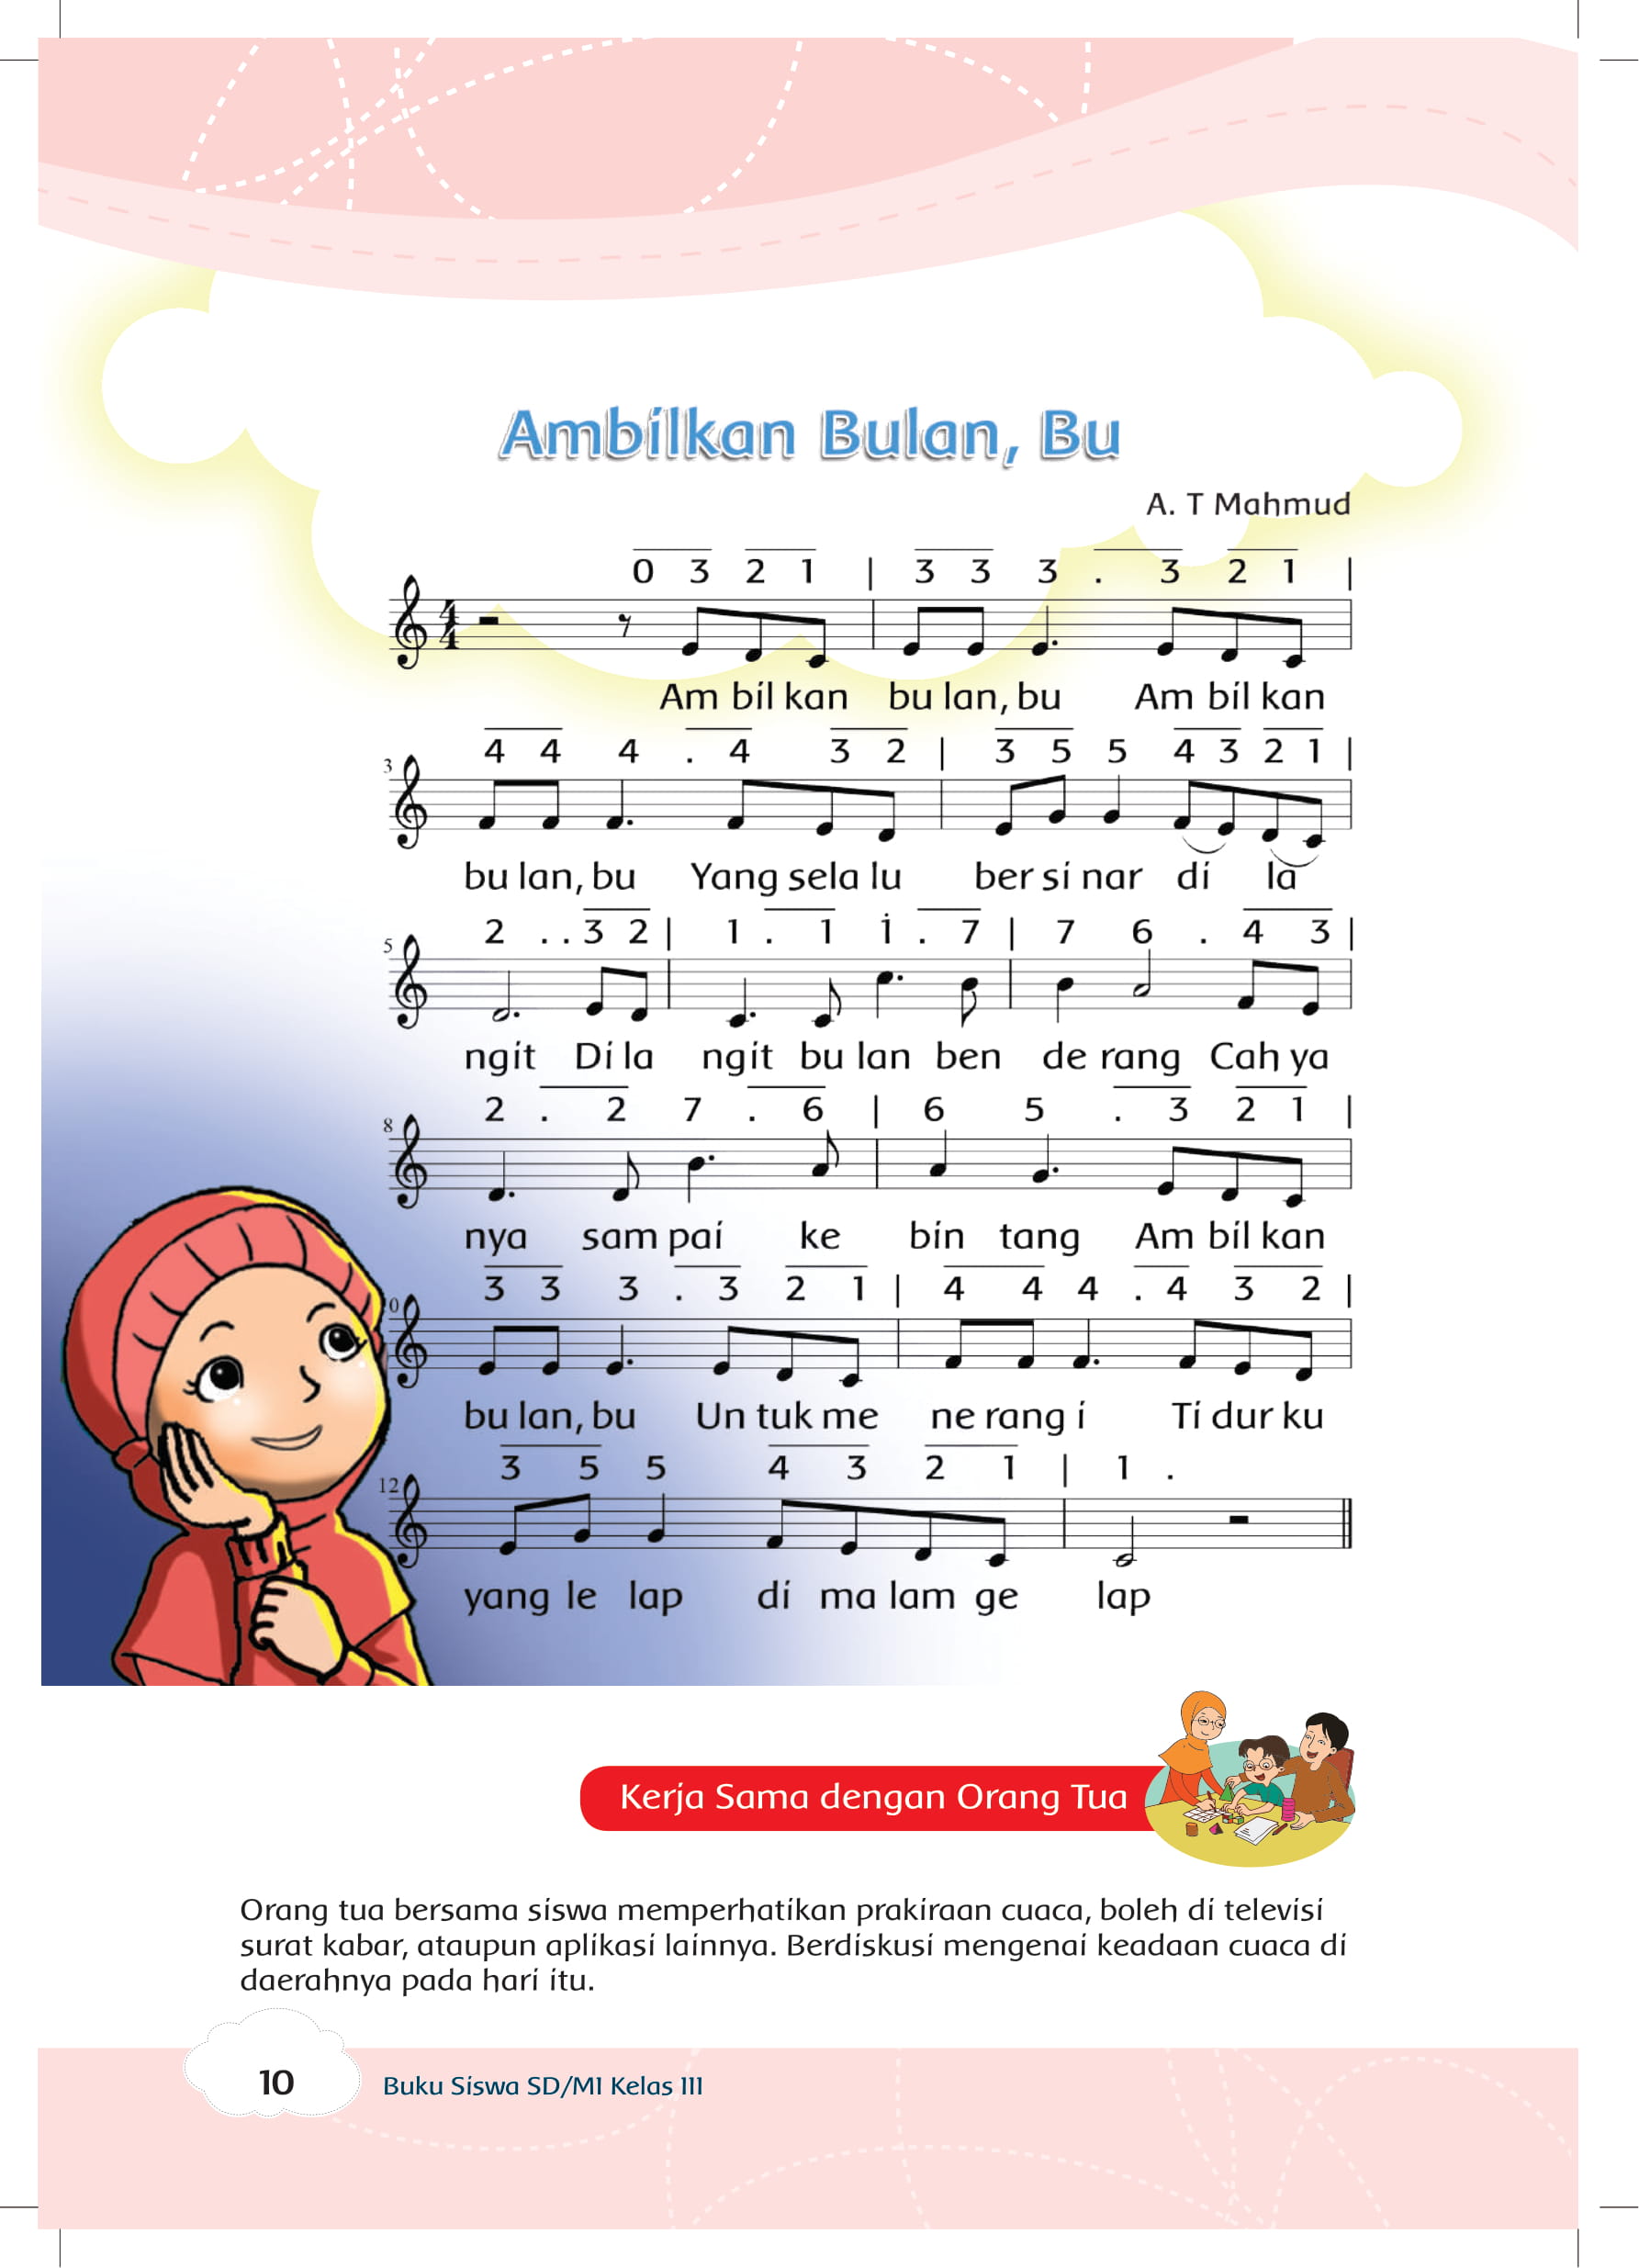 Ambilkan Bulan, Bu
A. T Mahmud
0 3 2 1 | 3 3 3 . 3 2 1 |
4 4
Am bil kan bu lan, bu Am bil kan
4 4 4 . 4 3 2 | 3 5 5 4 3 2 1 |
3
bu lan, bu Yang sela lu ber si nar di la
2 . . 3 2 | 1 . 1 i . 7 | 7 6 . 4 3 |
5
ngit Di la ngit bu lan ben de rang Cah ya
2 . 2 7 . 6 | 6 5 . 3 2 1 |
8
nya sam pai ke bin tang Am bil kan
3 3 3 . 3 2 1 | 4 4 4 . 4 3 2 |
0
bu lan, bu Un tuk me ne rang i Ti dur ku
3 5 5 4 3 2 1 | 1 .
12
yang le lap di ma lam ge lap
Kerja Sama dengan Orang Tua
Orang tua bersama siswa memperhatikan prakiraan cuaca, boleh di televisi
surat kabar, ataupun aplikasi lainnya. Berdiskusi mengenai keadaan cuaca di
daerahnya pada hari itu.
10
Buku Siswa SD/MI Kelas III